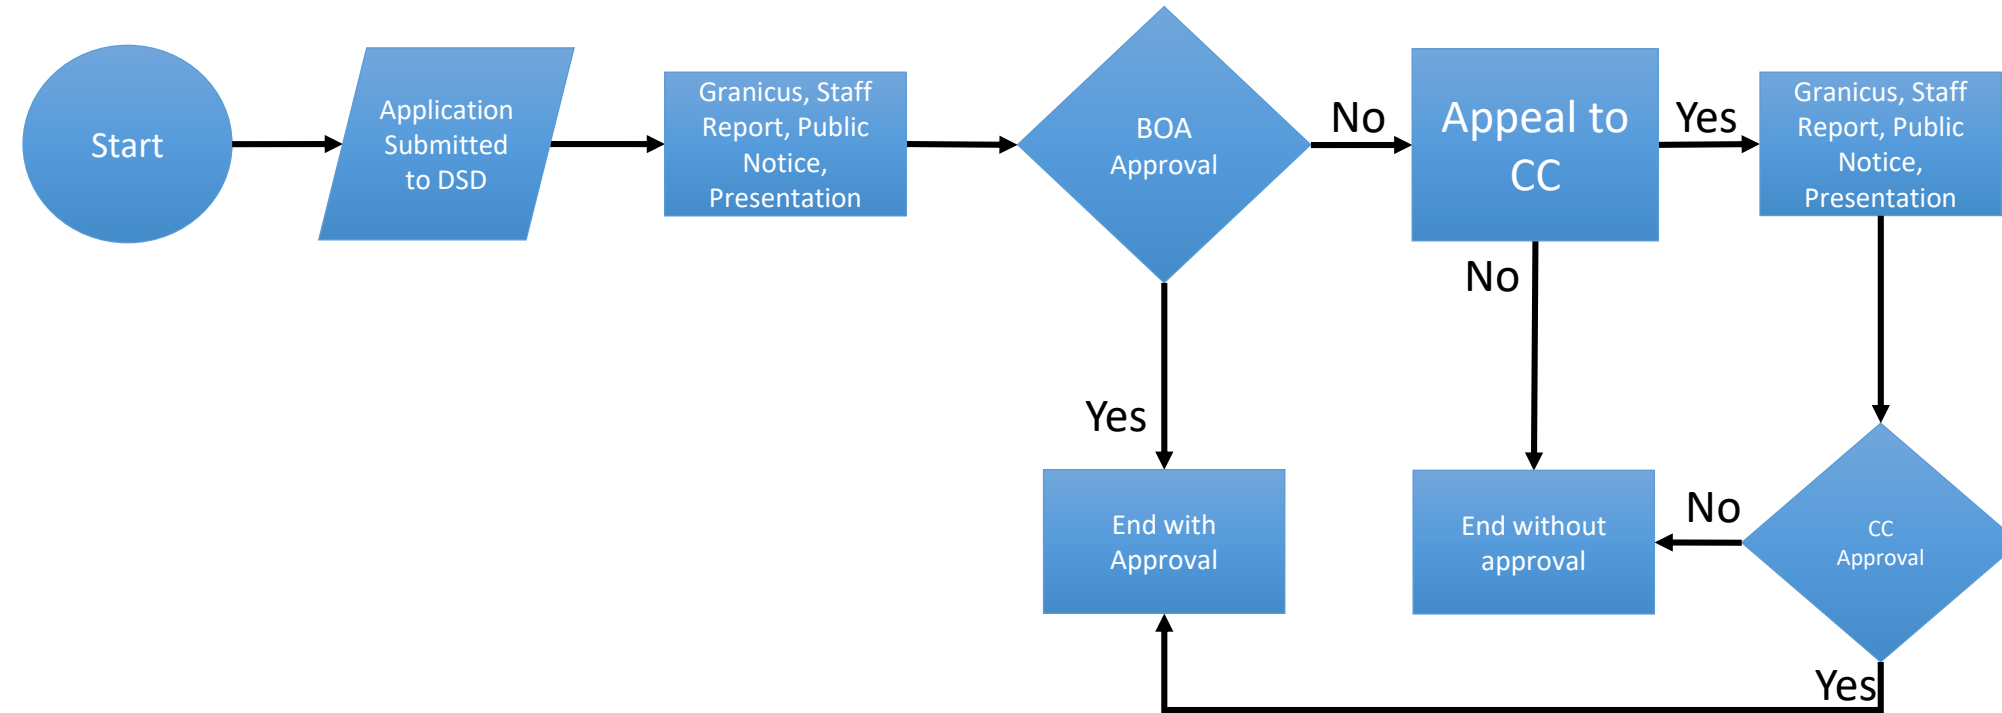 Start
Application
Submitted
to DSD
Granicus, Staff
Report, Public
Notice,
Presentation
BOA
Approval
No
Appeal to
CC
Yes
Granicus, Staff
Report, Public
Notice,
Presentation
No
Yes
End with
Approval
End without
approval
No
CC
Approval
Yes